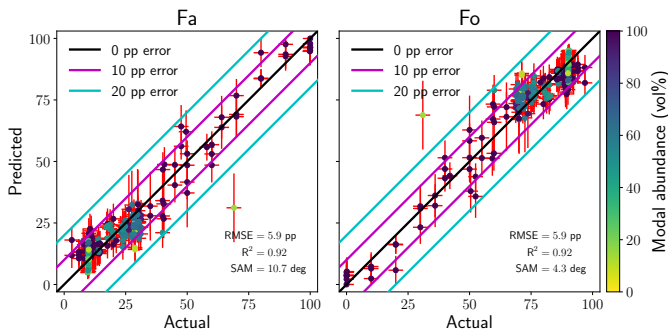 Fa
Fo
0 pp error
10 pp error
20 pp error
RMSE = 5.9 pp
R² = 0.92
SAM = 10.7 deg
0 pp error
10 pp error
20 pp error
RMSE = 5.9 pp
R² = 0.92
SAM = 4.3 deg
Predicted
100
75
50
25
0
0 25 50 75 100
0 25 50 75 100
Actual
Actual
100
80
60
40
20
0
Modal abundance (vol%)